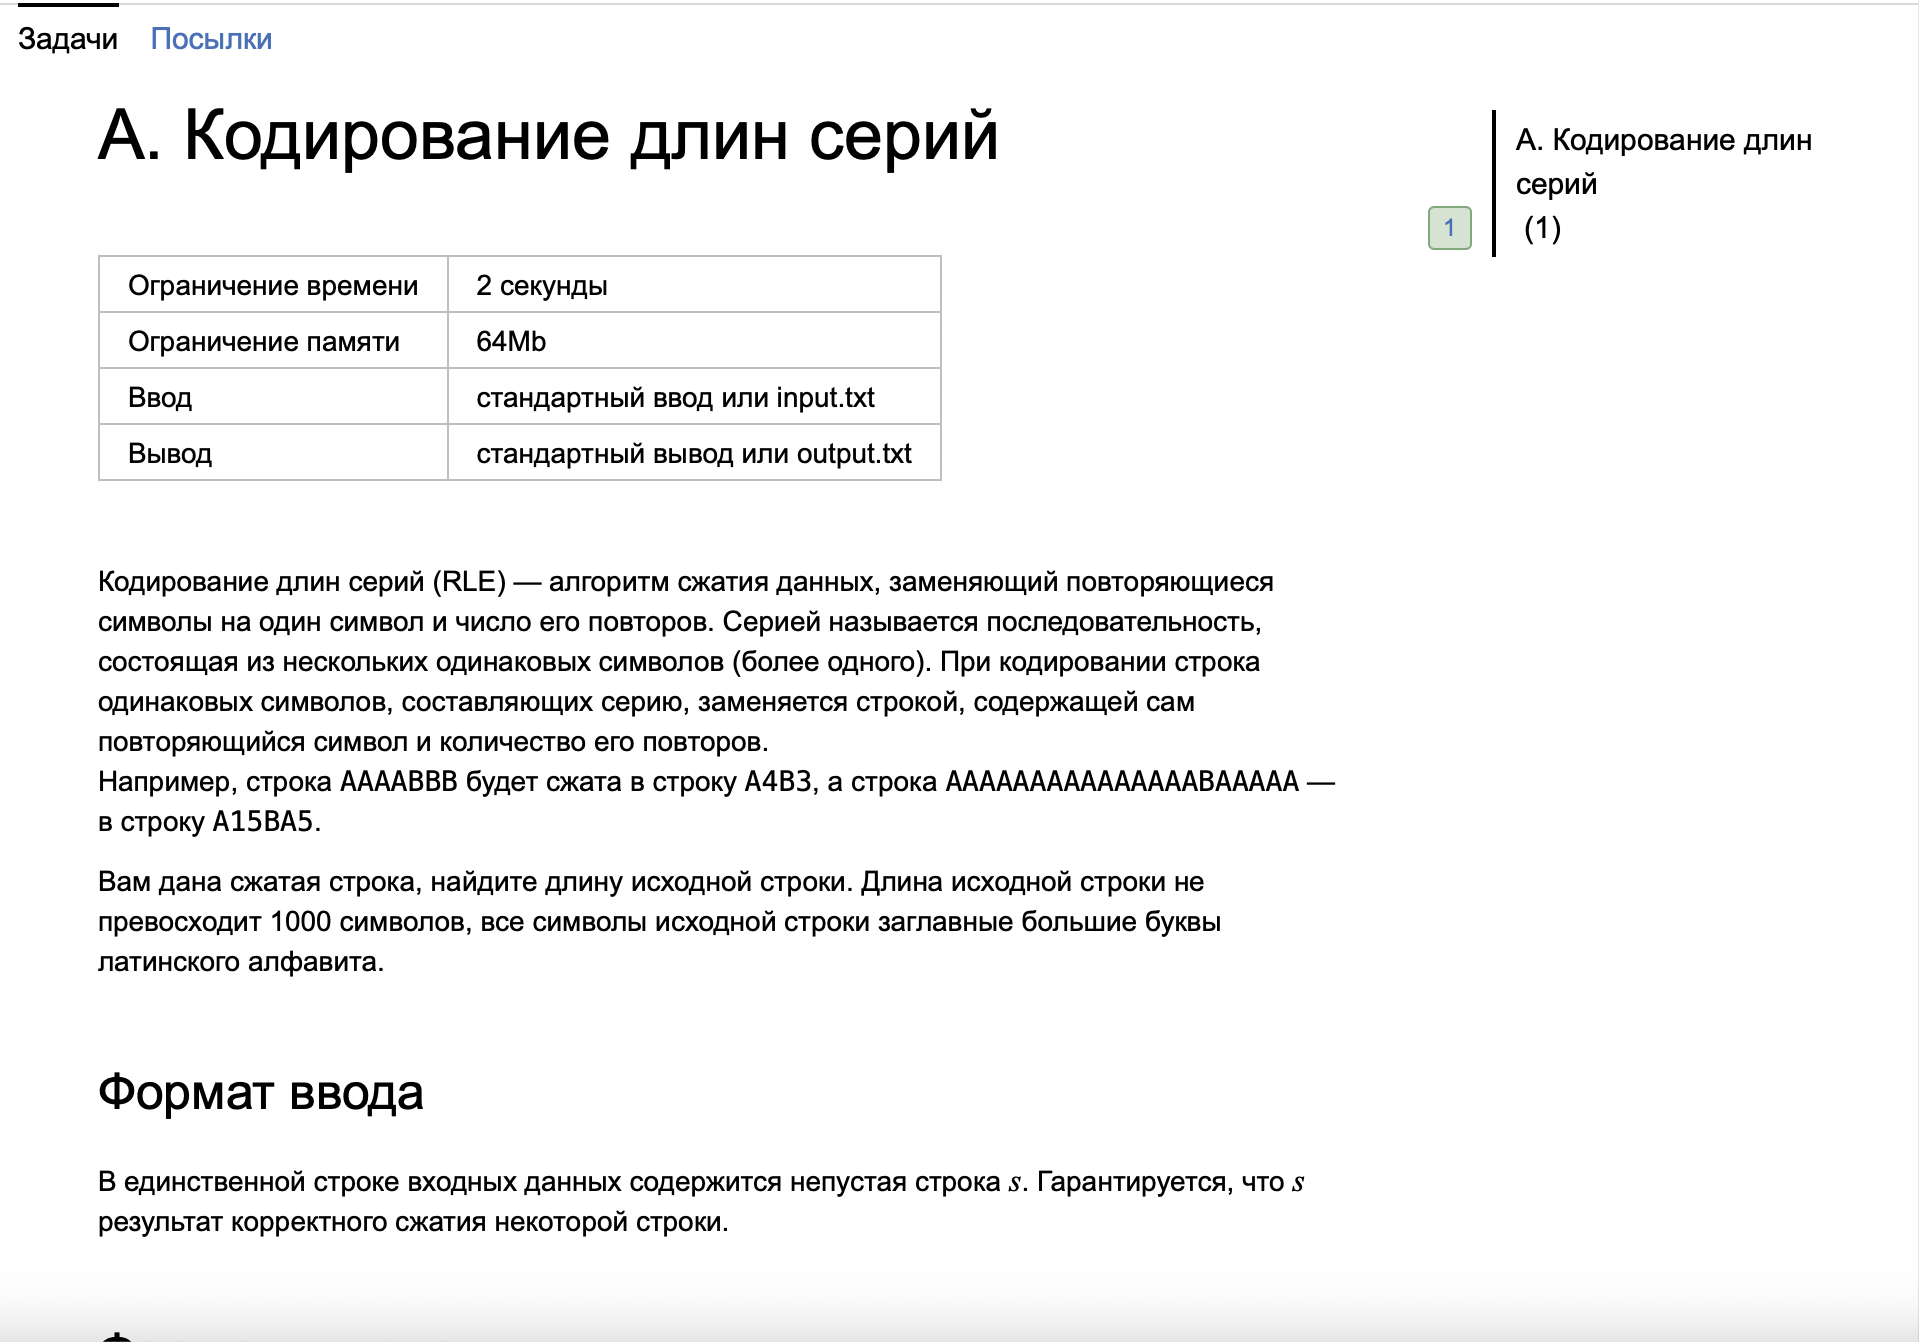 Задачи Посылки
А. Кодирование длин серий
А. Кодирование длин
серий
1 (1)
Ограничение времени 2 секунды
Ограничение памяти 64Mb
Ввод стандартный ввод или input.txt
Вывод стандартный вывод или output.txt
Кодирование длин серий (RLE) — алгоритм сжатия данных, заменяющий повторяющиеся
символы на один символ и число его повторов. Серией называется последовательность,
состоящая из нескольких одинаковых символов (более одного). При кодировании строка
одинаковых символов, составляющих серию, заменяется строкой, содержащей сам
повторяющийся символ и количество его повторов.
Например, строка AAAABBB будет сжата в строку A4B3, а строка AAAAAAAAAAAAAAABAAAAA —
в строку A15BA5.
Вам дана сжатая строка, найдите длину исходной строки. Длина исходной строки не
превосходит 1000 символов, все символы исходной строки заглавные большие буквы
латинского алфавита.
Формат ввода
В единственной строке входных данных содержится непустая строка s. Гарантируется, что s
результат корректного сжатия некоторой строки.